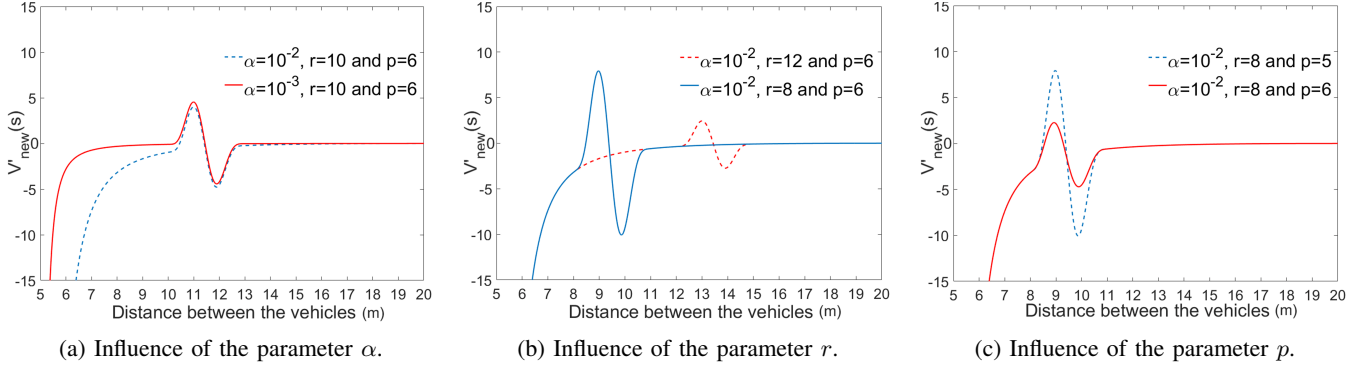 15
10
5
0
-5
-10
-15
V'new(s)
α=10^-2, r=10 and p=6
α=10^-3, r=10 and p=6
5 6 7 8 9 10 11 12 13 14 15 16 17 18 19 20
Distance between the vehicles (m)
(a) Influence of the parameter α.
15
10
5
0
-5
-10
-15
V'new(s)
α=10^-2, r=12 and p=6
α=10^-2, r=8 and p=6
5 6 7 8 9 10 11 12 13 14 15 16 17 18 19 20
Distance between the vehicles (m)
(b) Influence of the parameter r.
15
10
5
0
-5
-10
-15
V'new(s)
α=10^-2, r=8 and p=5
α=10^-2, r=8 and p=6
5 6 7 8 9 10 11 12 13 14 15 16 17 18 19 20
Distance between the vehicles (m)
(c) Influence of the parameter p.